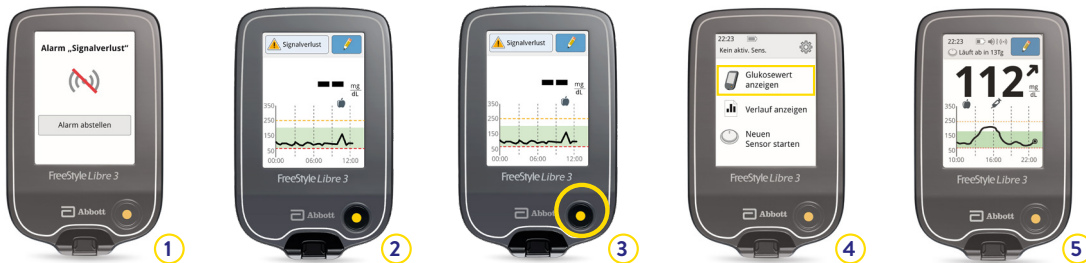 Alarm „Signalverlust“
Alarm abstellen
FreeStyle Libre 3
Abbott
1
Signalverlust
-- mg/dL
350
250
150
50
00:00 06:00 12:00
FreeStyle Libre 3
Abbott
2
Signalverlust
-- mg/dL
350
250
150
50
00:00 06:00 12:00
FreeStyle Libre 3
Abbott
3
22:23
Kein aktiv. Sens.
Glukosewert
anzeigen
Verlauf anzeigen
Neuen
Sensor starten
FreeStyle Libre 3
Abbott
4
22:23
Läuft ab in 13Tg
112 mg/dL
350
250
150
50
10:00 16:00 22:00
FreeStyle Libre 3
Abbott
5